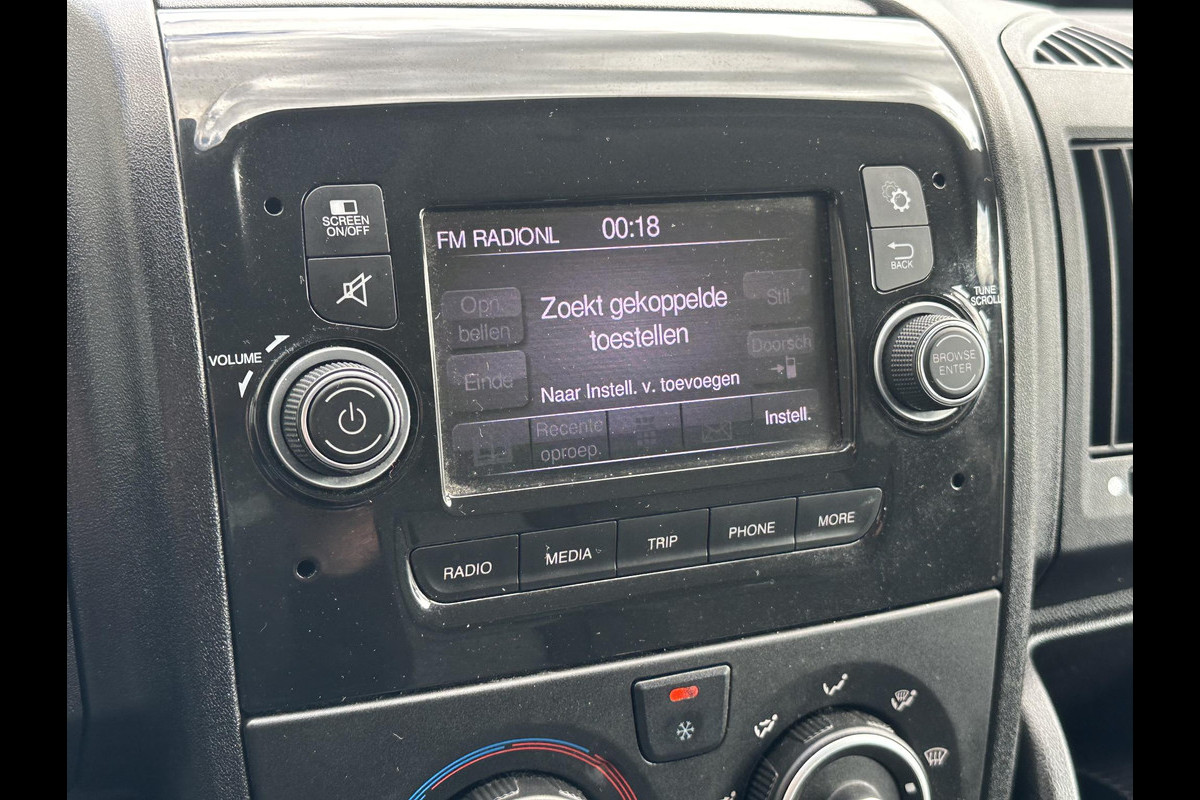 SCREEN
ON/OFF
VOLUME
FM RADIONL 00:18
Opn.
bellen
Zoekt gekoppelde
toestellen
Stil
Doorsch
Einde
Naar Instell. v. toevoegen
Recente
oproep.
Instell.
BACK
TUNE
SCROLL
BROWSE
ENTER
RADIO
MEDIA
TRIP
PHONE
MORE